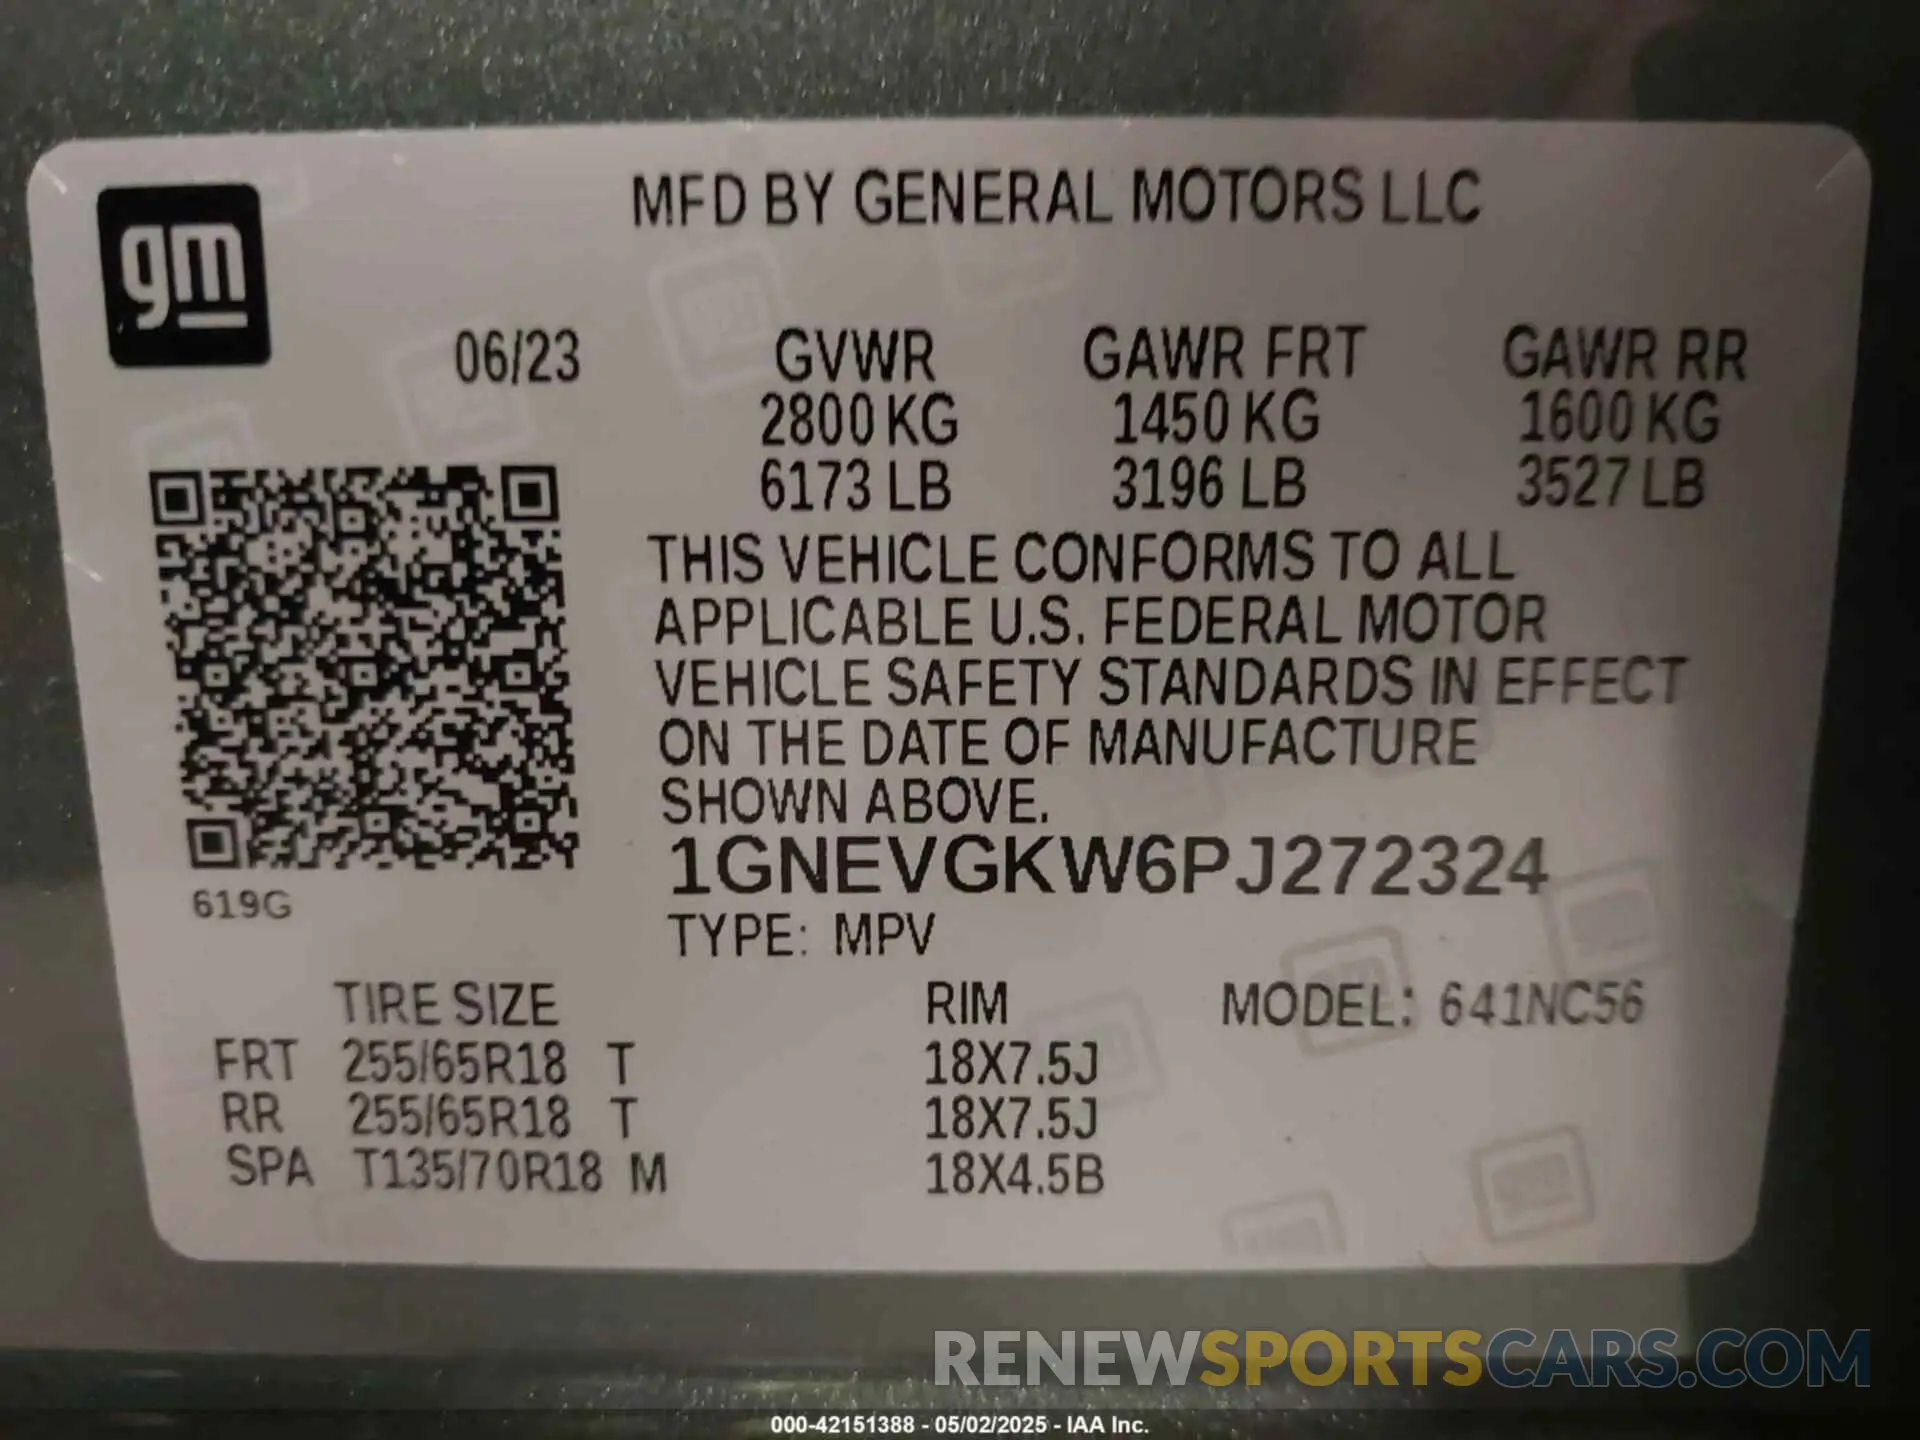 gm
MFD BY GENERAL MOTORS LLC
06/23 GVWR GAWR FRT GAWR RR
2800 KG 1450 KG 1600 KG
6173 LB 3196 LB 3527 LB
THIS VEHICLE CONFORMS TO ALL
APPLICABLE U.S. FEDERAL MOTOR
VEHICLE SAFETY STANDARDS IN EFFECT
ON THE DATE OF MANUFACTURE
SHOWN ABOVE.
1GNEVGKW6PJ272324
619G
TYPE: MPV
TIRE SIZE RIM MODEL: 641NC56
FRT 255/65R18 T 18X7.5J
RR 255/65R18 T 18X7.5J
SPA T135/70R18 M 18X4.5B
RENEWSPORTSCARS.COM
000-42151388 - 05/02/2025 - IAA Inc.